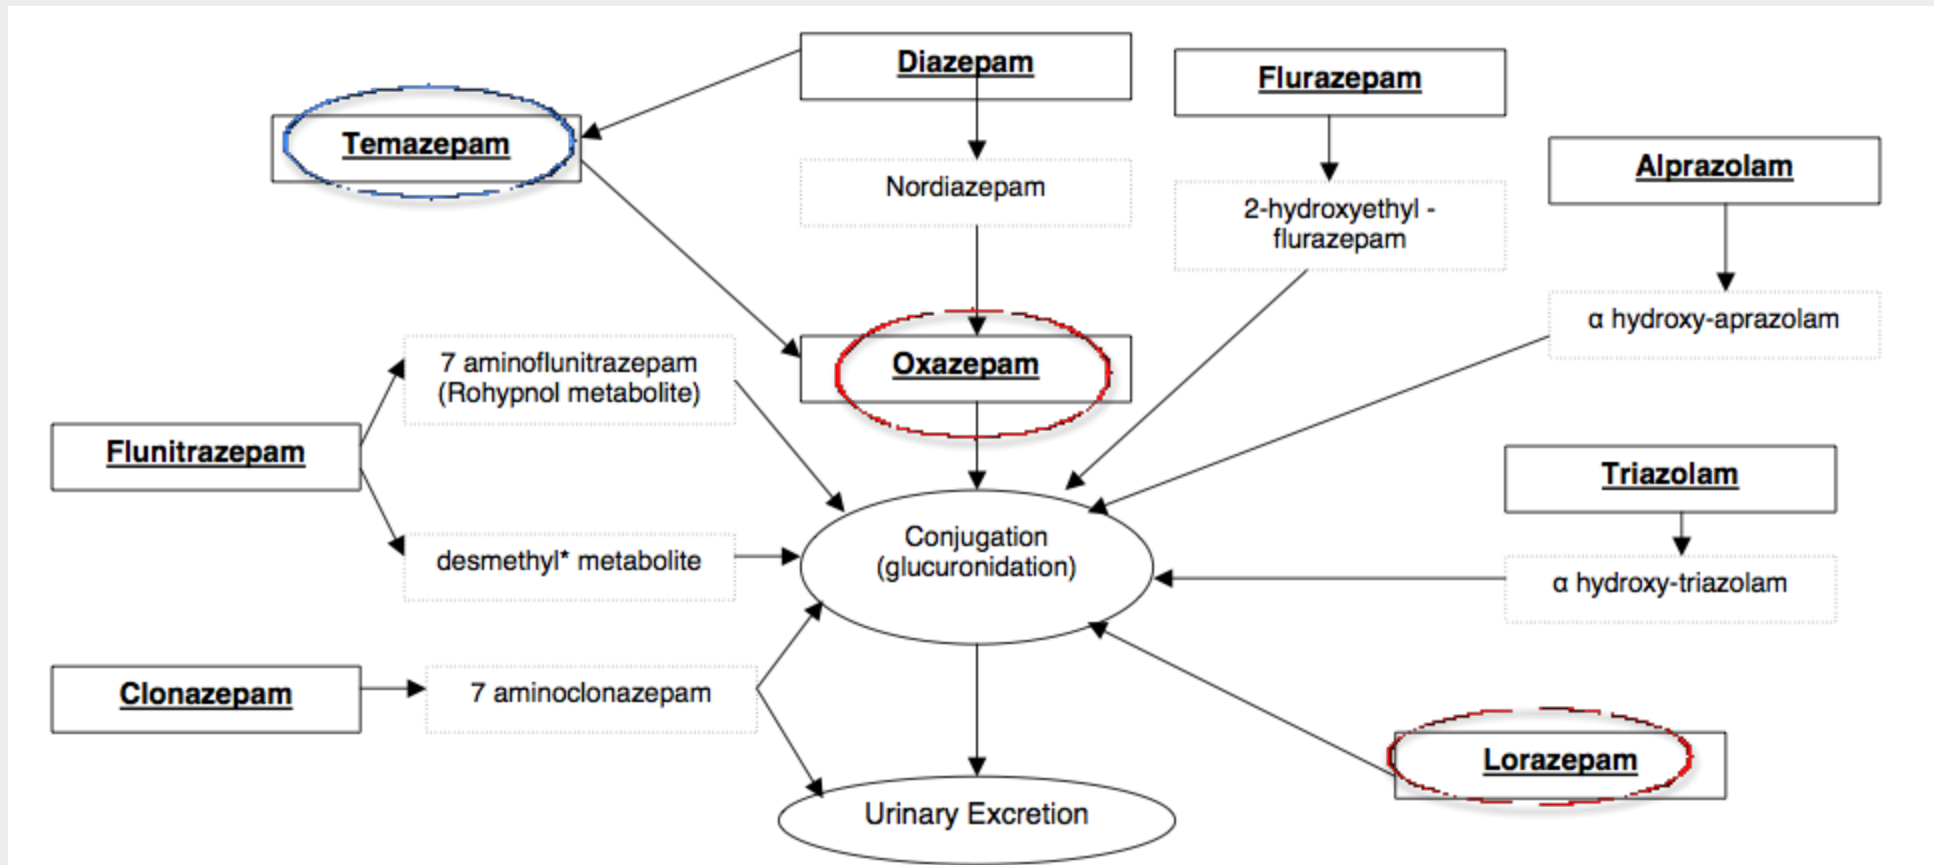 Diazepam
Flurazepam
Temazepam
Alprazolam
Nordiazepam
2-hydroxyethyl -
flurazepam
α hydroxy-aprazolam
7 aminoflunitrazepam
(Rohypnol metabolite)
Oxazepam
Flunitrazepam
Triazolam
Conjugation
(glucuronidation)
desmethyl* metabolite
α hydroxy-triazolam
Clonazepam
7 aminoclonazepam
Lorazepam
Urinary Excretion